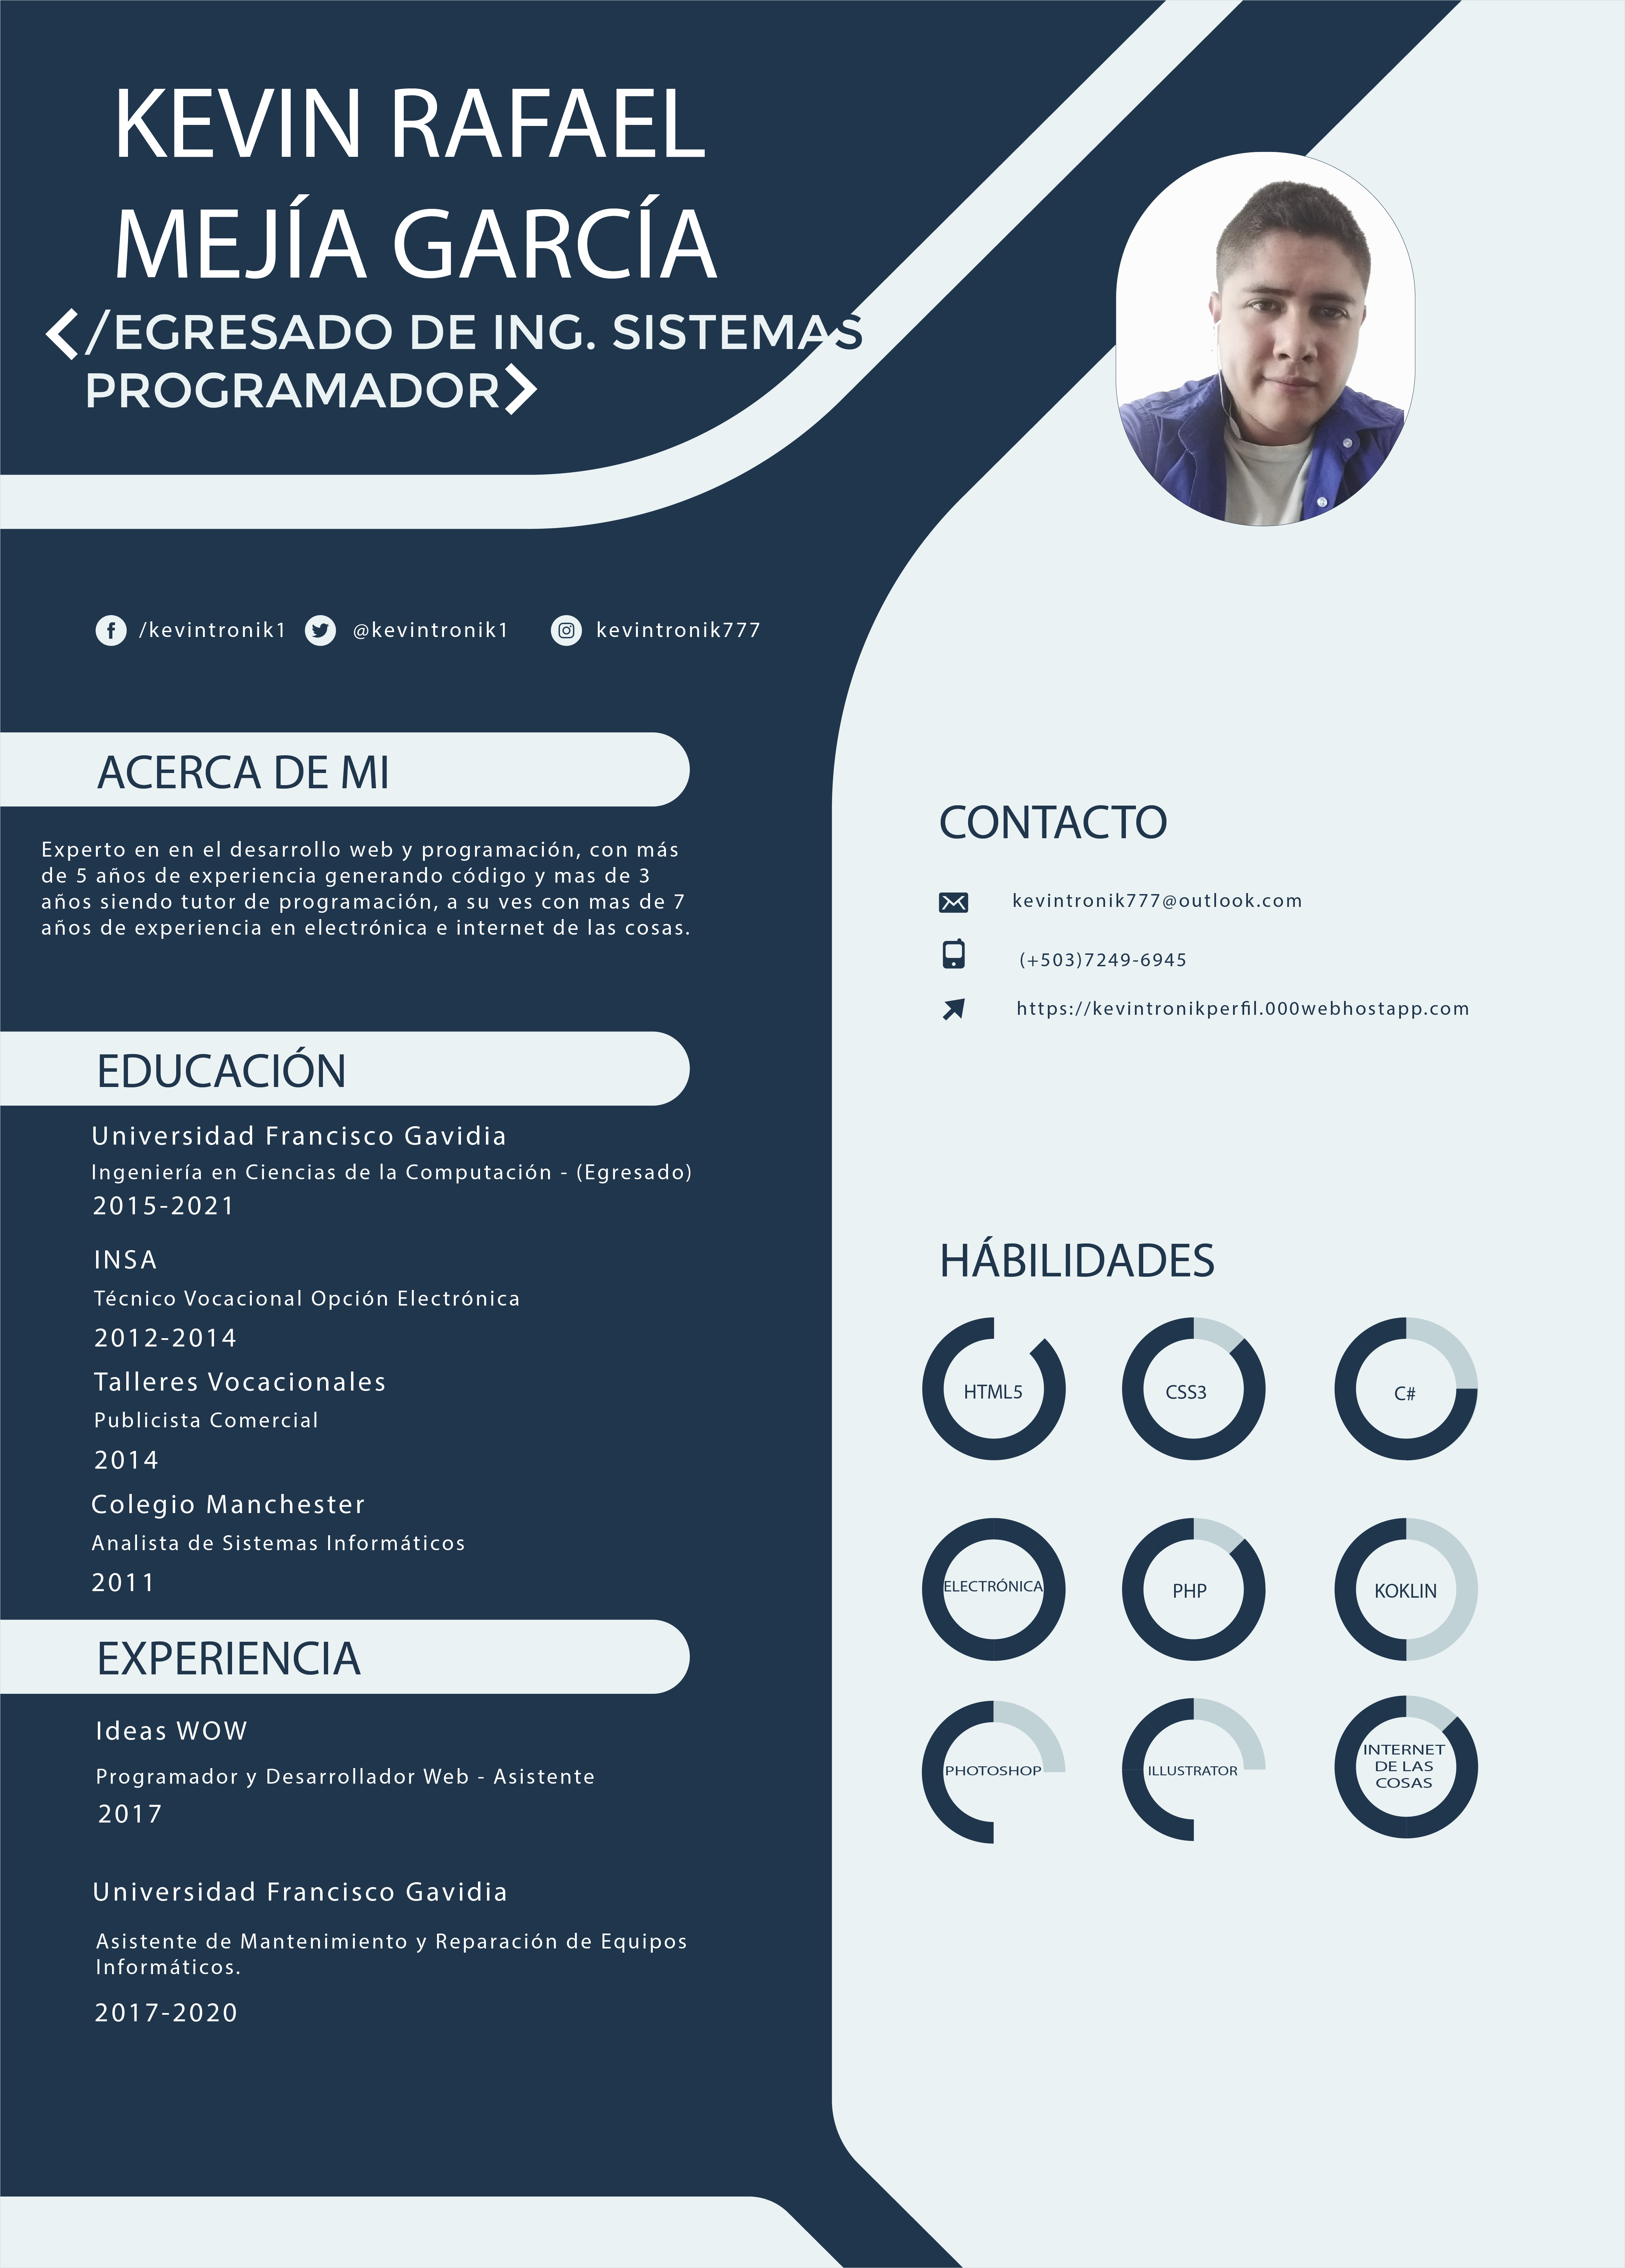 KEVIN RAFAEL
MEJÍA GARCÍA
/EGRESADO DE ING. SISTEMAS
PROGRAMADOR
/kevintronik1 @kevintronik1 kevintronik777
ACERCA DE MI
Experto en en el desarrollo web y programación, con más
de 5 años de experiencia generando código y mas de 3
años siendo tutor de programación, a su ves con mas de 7
años de experiencia en electrónica e internet de las cosas.
EDUCACIÓN
Universidad Francisco Gavidia
Ingeniería en Ciencias de la Computación - (Egresado)
2015-2021
INSA
Técnico Vocacional Opción Electrónica
2012-2014
Talleres Vocacionales
Publicista Comercial
2014
Colegio Manchester
Analista de Sistemas Informáticos
2011
EXPERIENCIA
Ideas WOW
Programador y Desarrollador Web - Asistente
2017
Universidad Francisco Gavidia
Asistente de Mantenimiento y Reparación de Equipos
Informáticos.
2017-2020
CONTACTO
kevintronik777@outlook.com
(+503)7249-6945
https://kevintronikperfil.000webhostapp.com
HÁBILIDADES
HTML5 CSS3 C#
ELECTRÓNICA PHP KOKLIN
PHOTOSHOP ILLUSTRATOR INTERNET
DE LAS
COSAS